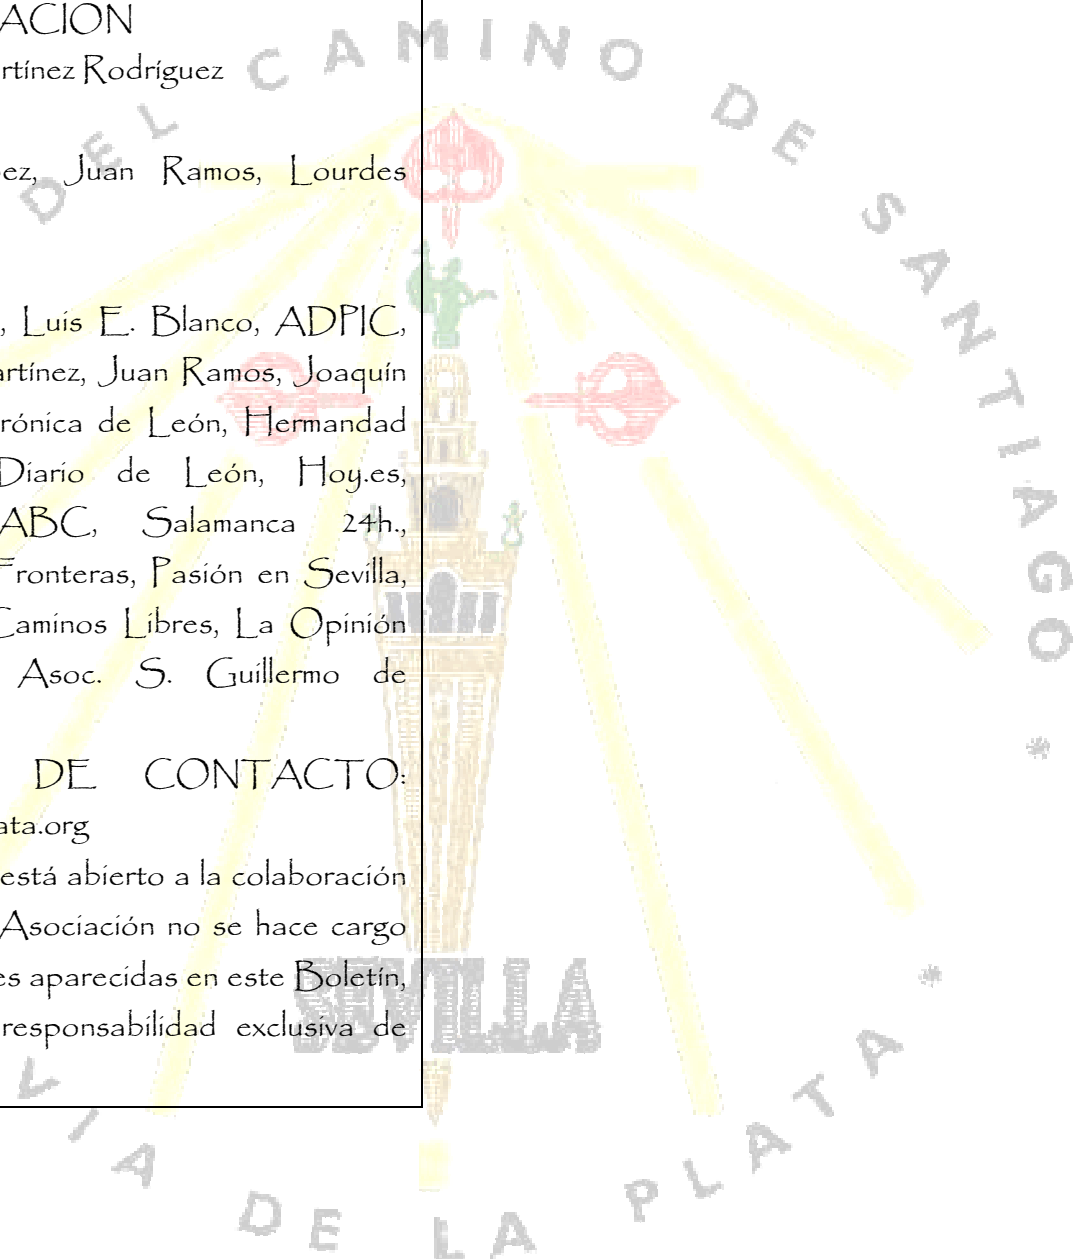 ACION
rtínez Rodríguez
ez, Juan Ramos, Lourdes
, Luis E. Blanco, ADPIC,
artínez, Juan Ramos, Joaquín
rónica de León, Hermandad
Diario de León, Hoy.es,
ABC, Salamanca 24h.,
Fronteras, Pasión en Sevilla,
Caminos Libres, La Opinión
Asoc. S. Guillermo de
DE CONTACTO:
ata.org
está abierto a la colaboración
Asociación no se hace cargo
es aparecidas en este Boletín,
responsabilidad exclusiva de
DEL CAMINO DE SANTIAGO *
SEVILLA
VIA DE LA PLATA *